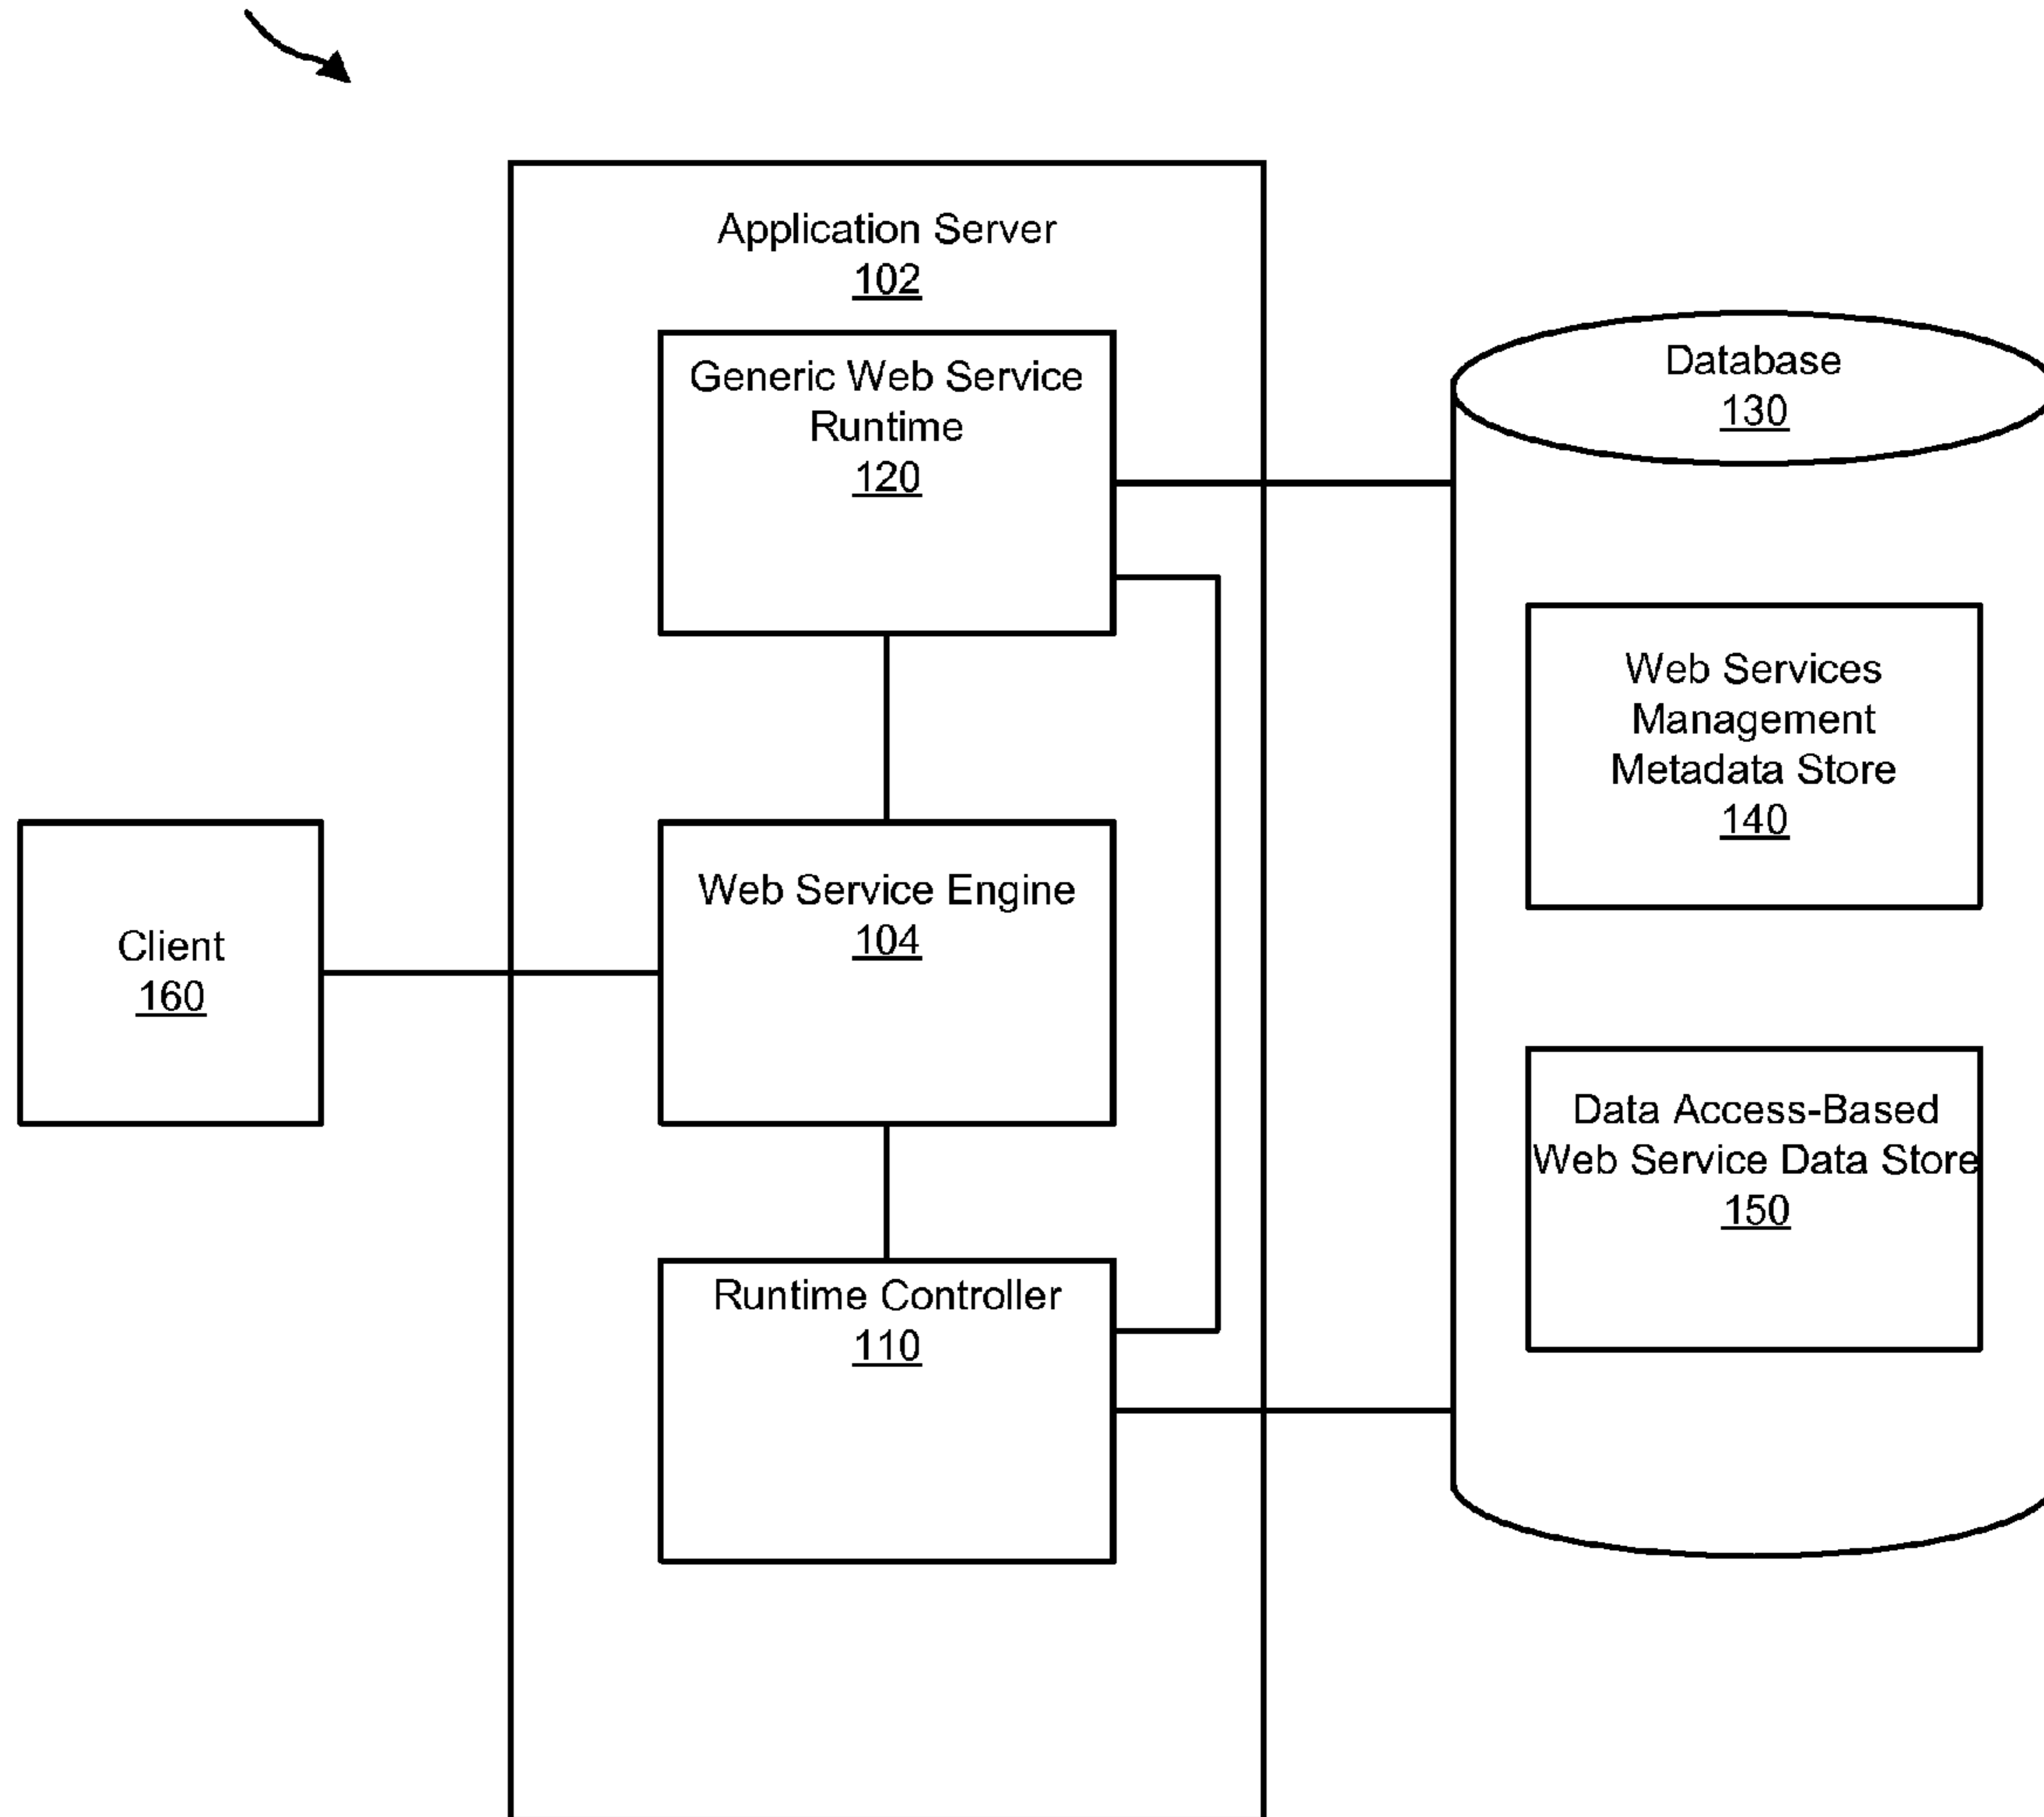 Application Server
102
Generic Web Service
Runtime
120
Database
130
Web Services
Management
Metadata Store
140
Web Service Engine
104
Client
160
Data Access-Based
Web Service Data Store
150
Runtime Controller
110